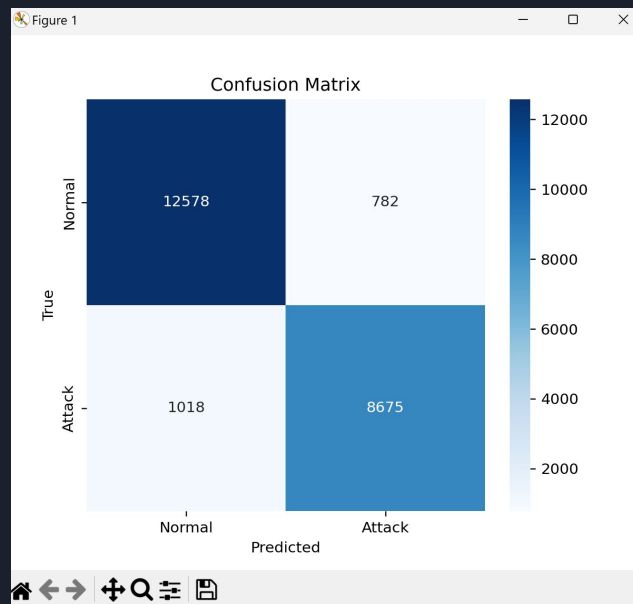 Figure 1
Confusion Matrix
12000
10000
8000
6000
4000
2000
Normal
Attack
True
12578
782
1018
8675
Normal
Attack
Predicted